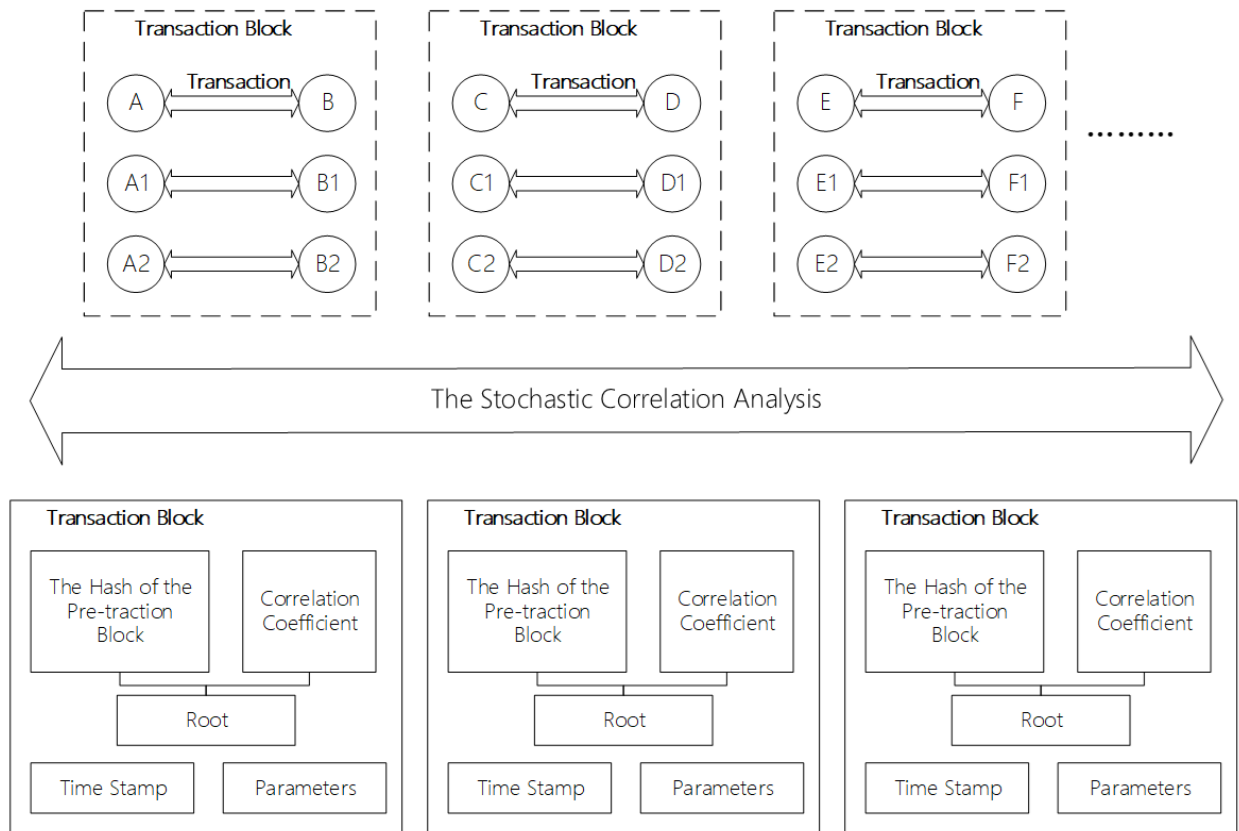 Transaction Block
Transaction Block
Transaction Block
Transaction
Transaction
Transaction
A
B
C
D
E
F
..........
A1
B1
C1
D1
E1
F1
A2
B2
C2
D2
E2
F2
The Stochastic Correlation Analysis
Transaction Block
The Hash of the
Pre-traction
Block
Correlation
Coefficient
Root
Time Stamp
Parameters
Transaction Block
The Hash of the
Pre-traction
Block
Correlation
Coefficient
Root
Time Stamp
Parameters
Transaction Block
The Hash of the
Pre-traction
Block
Correlation
Coefficient
Root
Time Stamp
Parameters